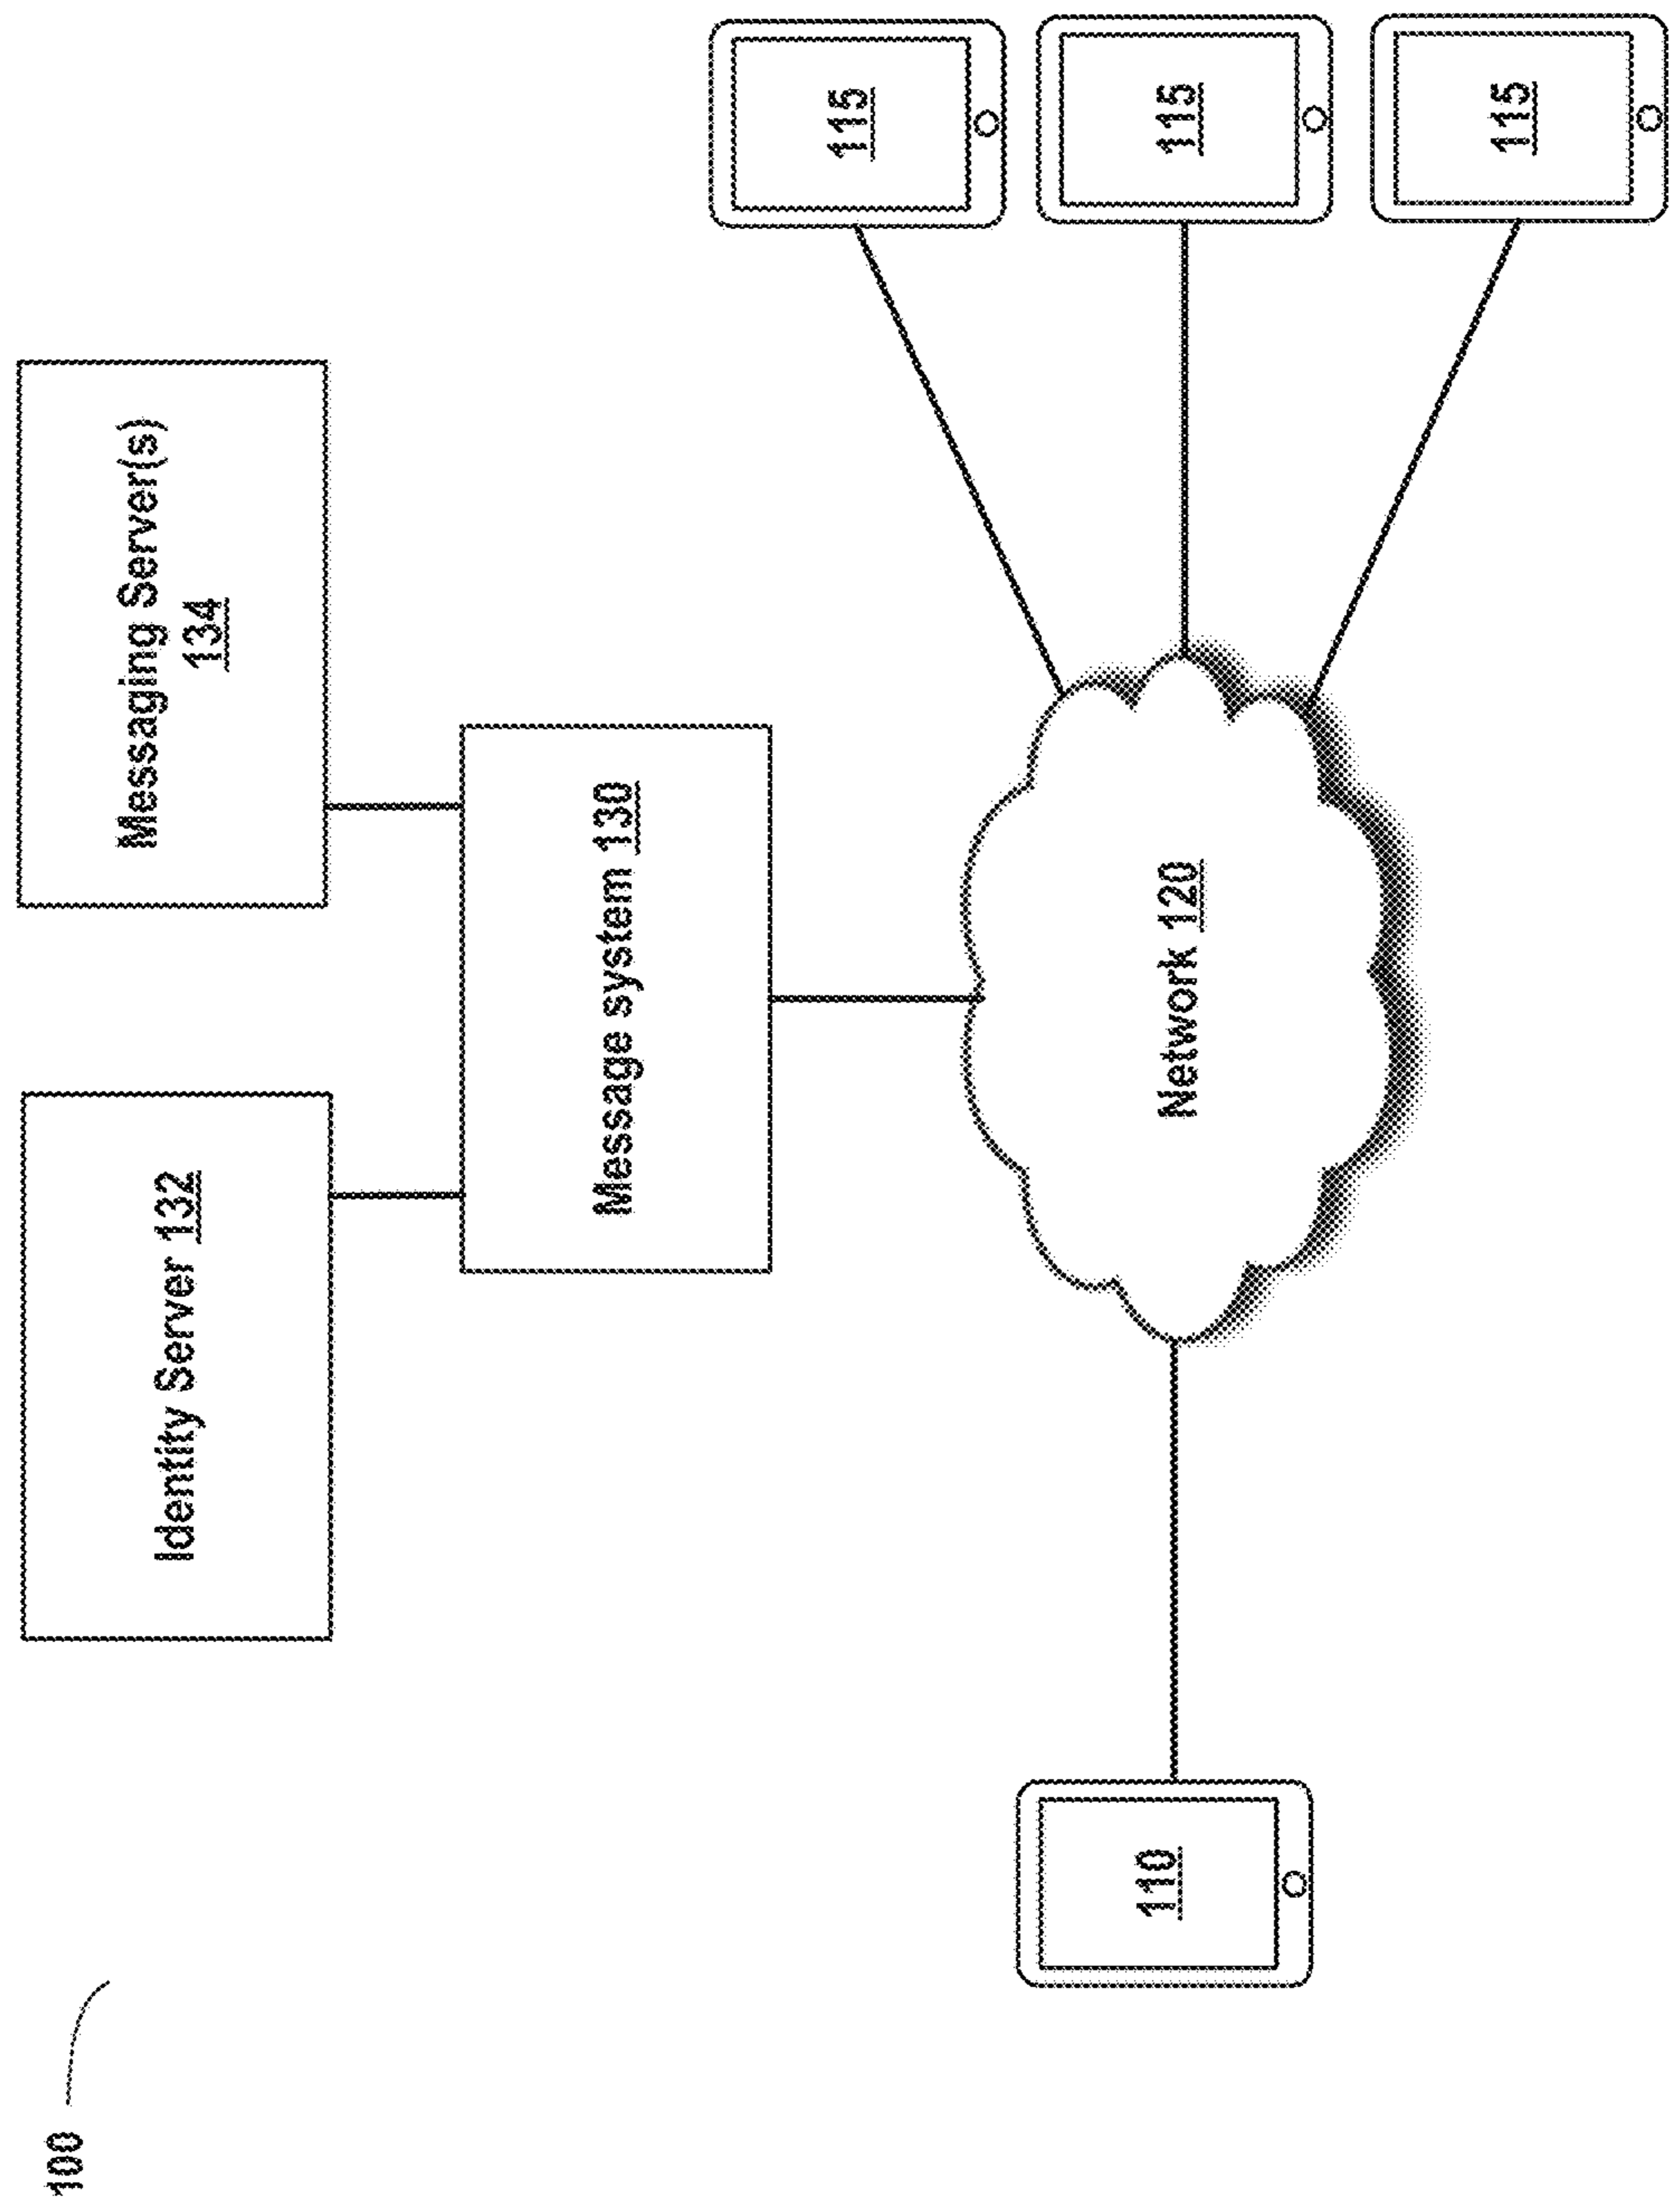 100
Identity Server 132
Messaging Server(s)
134
Message system 130
110
Network 120
115
115
115